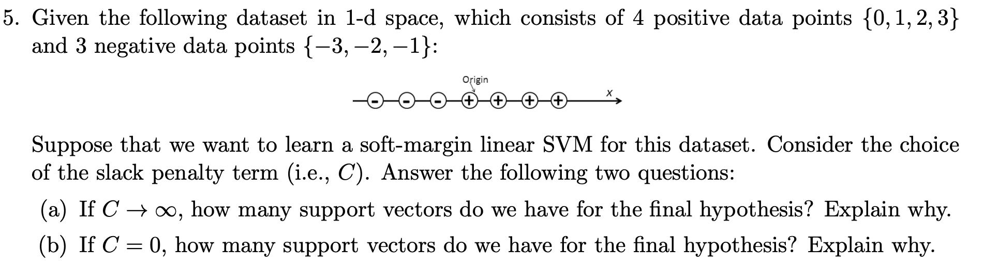 5. Given the following dataset in 1-d space, which consists of 4 positive data points {0, 1, 2, 3}
and 3 negative data points {−3, −2, −1}:
Origin
- - - + + + + x
Suppose that we want to learn a soft-margin linear SVM for this dataset. Consider the choice
of the slack penalty term (i.e., C). Answer the following two questions:
(a) If C → ∞, how many support vectors do we have for the final hypothesis? Explain why.
(b) If C = 0, how many support vectors do we have for the final hypothesis? Explain why.